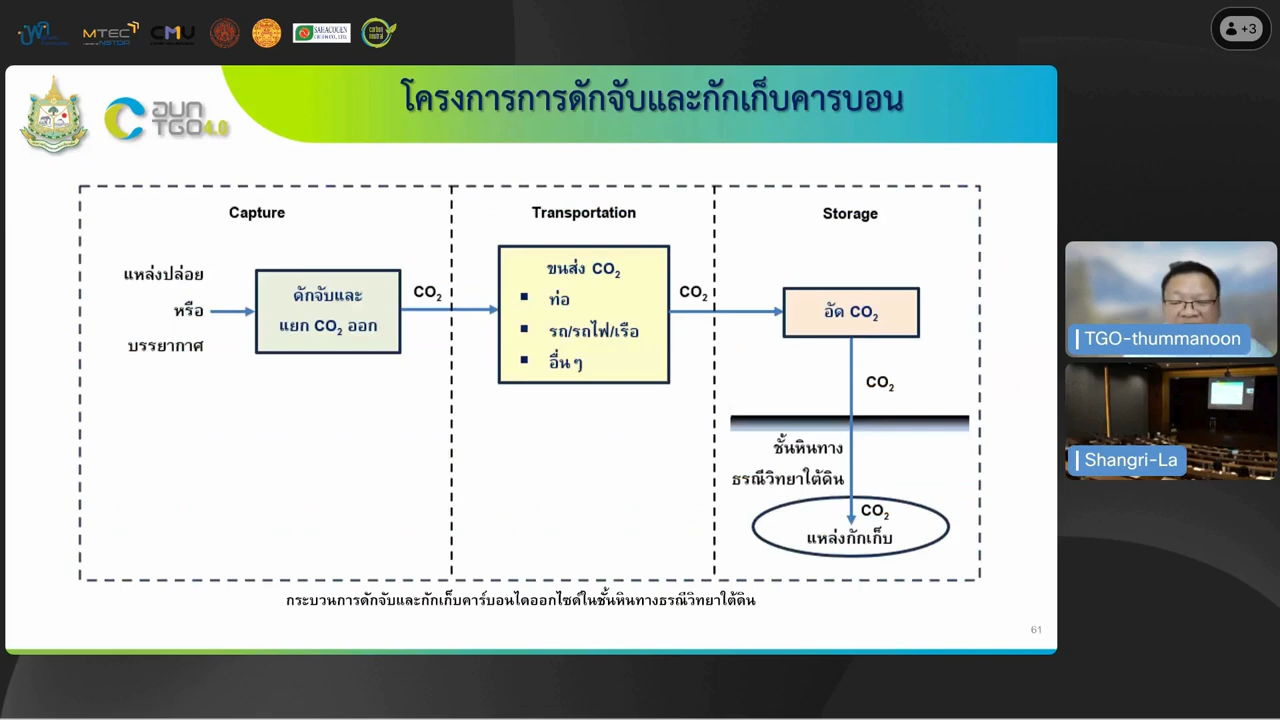 MTEC
NSTDA
CMU
SAHACOGEN
carbon
neutral
+3
อบก
TGO 4.0
โครงการการดักจับและกักเก็บคารบอน
Capture
Transportation
Storage
แหล่งปล่อย
หรือ
บรรยากาศ
ดักจับและ
แยก CO₂ ออก
CO₂
ขนส่ง CO₂
▪ ท่อ
▪ รถ/รถไฟ/เรือ
▪ อื่นๆ
CO₂
อัด CO₂
CO₂
ชั้นหินทาง
ธรณีวิทยาใต้ดิน
CO₂
แหล่งกักเก็บ
กระบวนการดักจับและกักเก็บคาร์บอนไดออกไซด์ในชั้นหินทางธรณีวิทยาใต้ดิน
61
TGO-thummanoon
Shangri-La